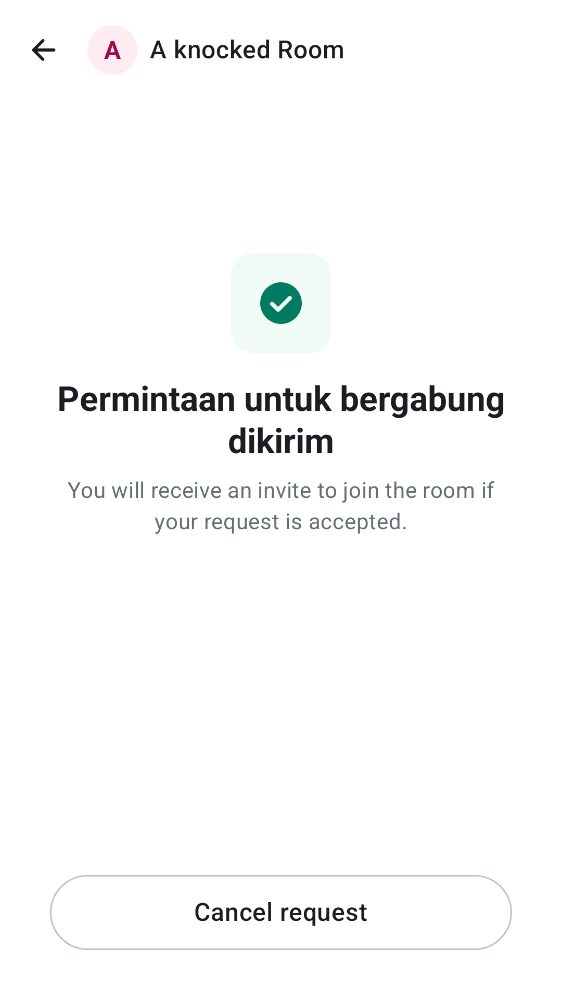 A
A knocked Room
Permintaan untuk bergabung
dikirim
You will receive an invite to join the room if
your request is accepted.
Cancel request